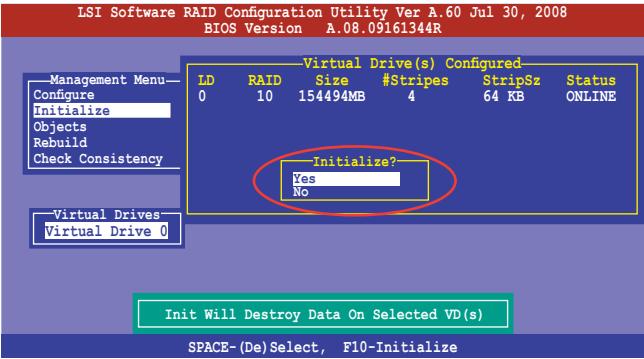 LSI Software RAID Configuration Utility Ver A.60 Jul 30, 2008
BIOS Version A.08.09161344R
Virtual Drive(s) Configured
LD RAID Size #Stripes StripSz Status
0 10 154494MB 4 64 KB ONLINE
Management Menu
Configure
Initialize
Objects
Rebuild
Check Consistency
Initialize?
Yes
No
Virtual Drives
Virtual Drive 0
Init Will Destroy Data On Selected VD(s)
SPACE-(De)Select, F10-Initialize